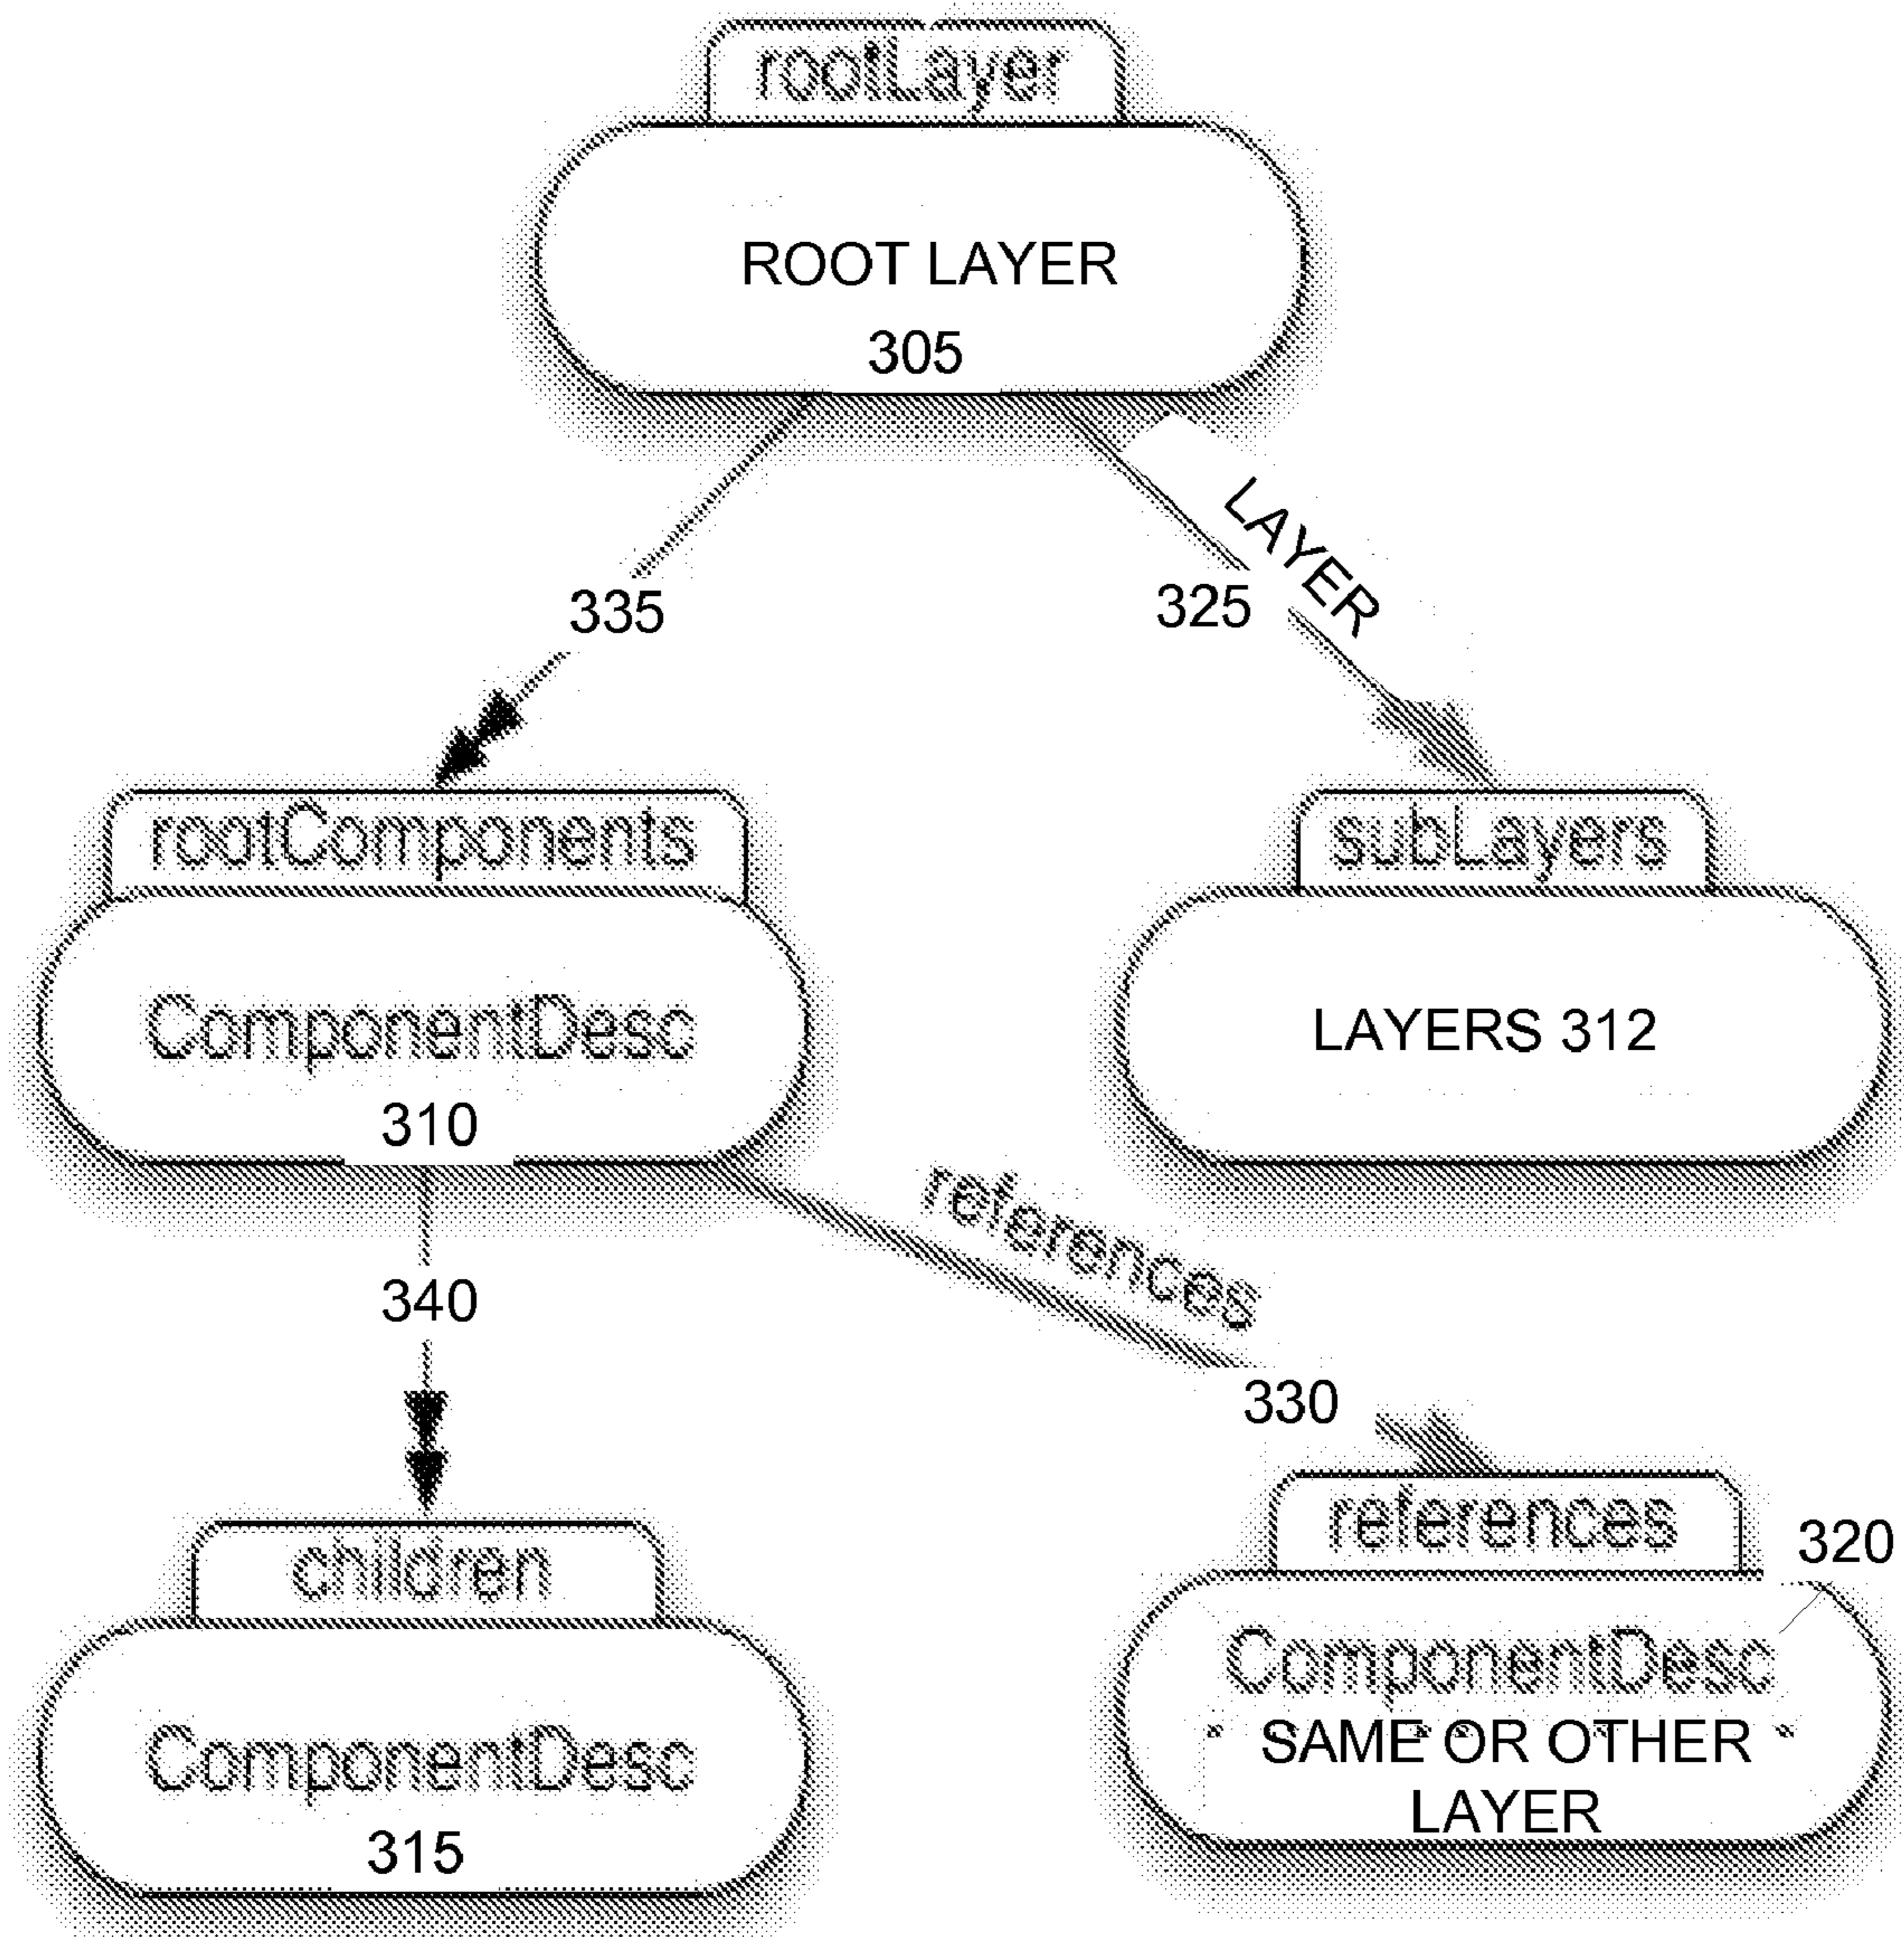 rootLayer
ROOT LAYER
305
LAYER
335
325
rootComponents
subLayers
ComponentDesc
LAYERS 312
310
references
340
330
references
320
children
ComponentDesc
SAME OR OTHER
LAYER
ComponentDesc
315